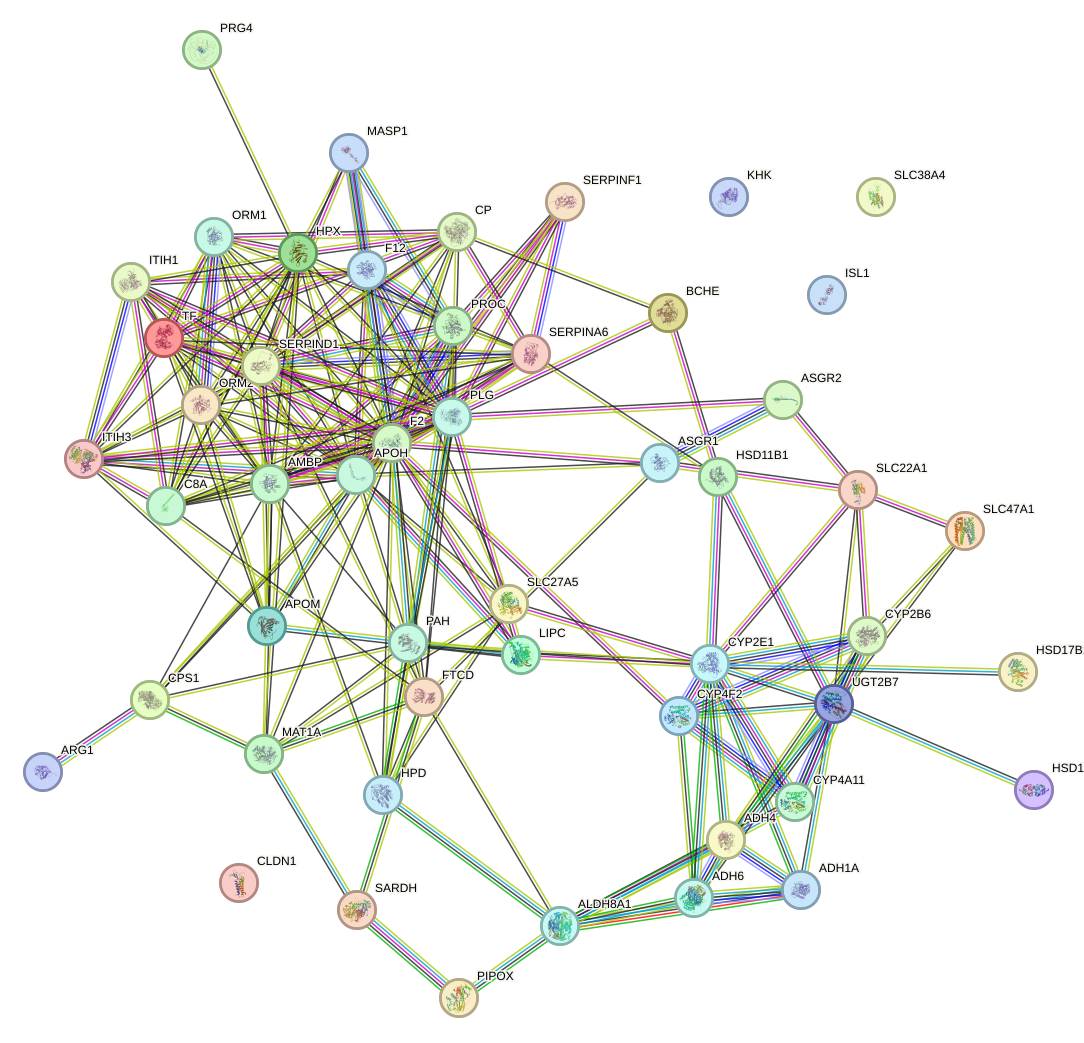 PRG4
MASP1
SERPINF1
KHK
SLC38A4
CP
ORM1
HPX
F12
ITIH1
ISL1
BCHE
PROC
TF
SERPINA6
SERPIND1
ASGR2
ORM2
PLG
F2
ITIH3
ASGR1
APOH
HSD11B1
AMBP
SLC22A1
C8A
SLC47A1
SLC27A5
APOM
CYP2B6
PAH
LIPC
CYP2E1
HSD17B
FTCD
CPS1
UGT2B7
CYP4F2
MAT1A
ARG1
HSD1
HPD
CYP4A11
ADH4
CLDN1
ADH1A
ADH6
SARDH
ALDH8A1
PIPOX